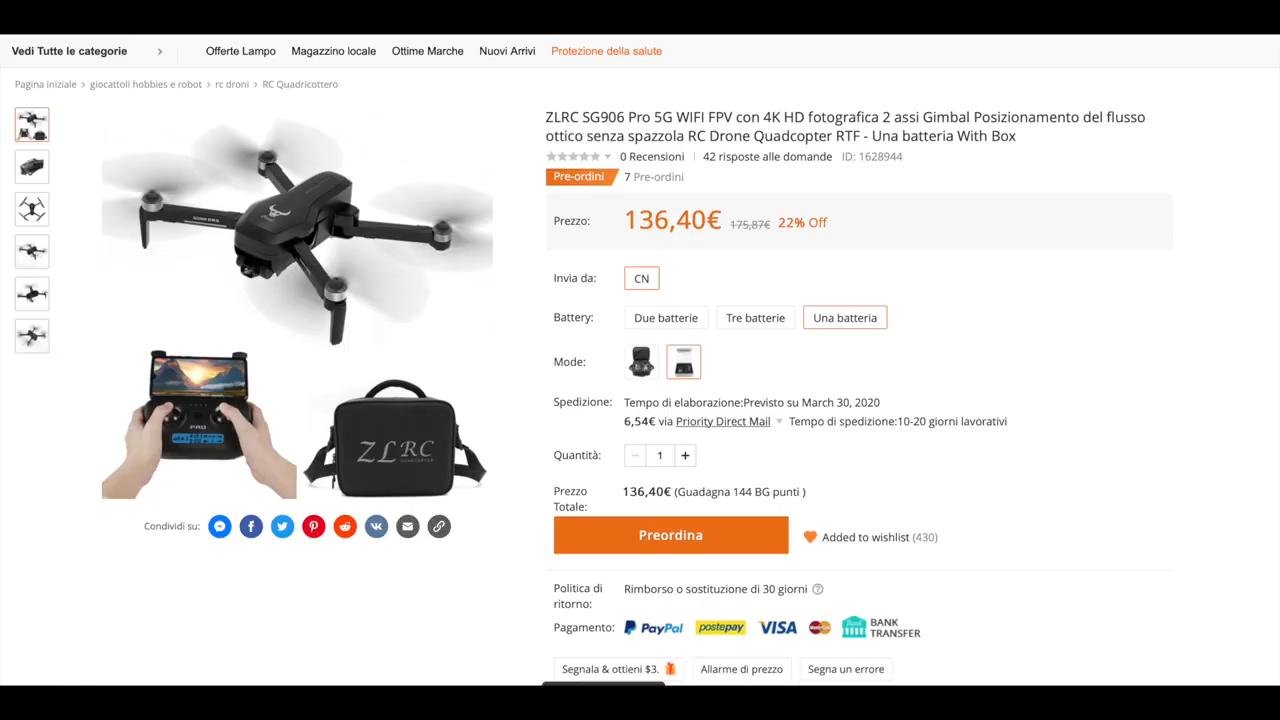 Vedi Tutte le categorie
Offerte Lampo Magazzino locale Ottime Marche Nuovi Arrivi Protezione della salute
Pagina iniziale > giocattoli hobbies e robot > rc droni > RC Quadricottero
ZLRC SG906 Pro 5G WIFI FPV con 4K HD fotografica 2 assi Gimbal Posizionamento del flusso
ottico senza spazzola RC Drone Quadcopter RTF - Una batteria With Box
0 Recensioni | 42 risposte alle domande ID: 1628944
Pre-ordini 7 Pre-ordini
Prezzo: 136,40€ 175,87€ 22% Off
Invia da: CN
Battery: Due batterie Tre batterie Una batteria
Mode:
Spedizione: Tempo di elaborazione:Previsto su March 30, 2020
6,54€ via Priority Direct Mail Tempo di spedizione:10-20 giorni lavorativi
Quantità: − 1 +
Prezzo
Totale:
136,40€ (Guadagna 144 BG punti )
Preordina Added to wishlist (430)
Politica di
ritorno:
Rimborso o sostituzione di 30 giorni ?
Pagamento: PayPal postepay VISA BANK
TRANSFER
Segnala & ottieni $3. Allarme di prezzo Segna un errore
PRO
ZLRC
Condividi su: